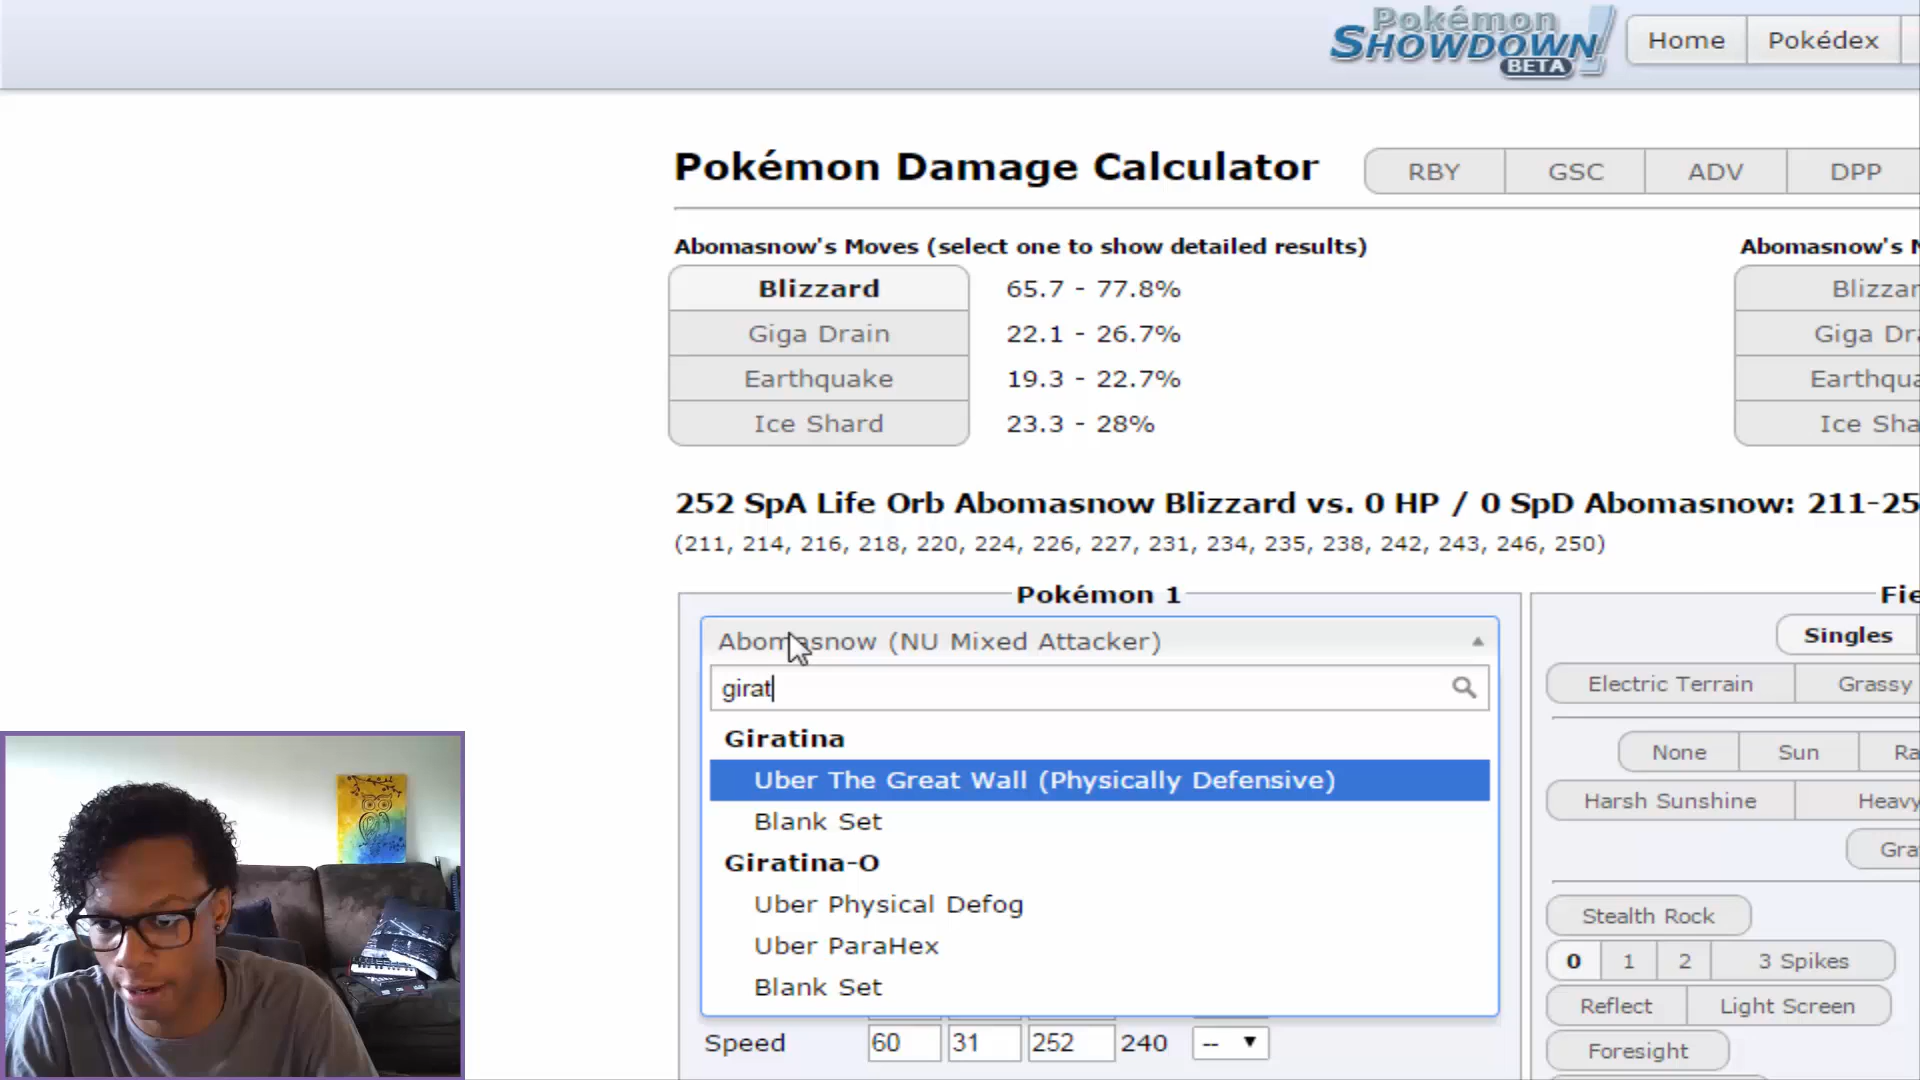 Pokémon
SHOWDOWN!
BETA
Home
Pokédex
Pokémon Damage Calculator
RBY
GSC
ADV
DPP
Abomasnow's Moves (select one to show detailed results)
Blizzard 65.7 - 77.8%
Giga Drain 22.1 - 26.7%
Earthquake 19.3 - 22.7%
Ice Shard 23.3 - 28%
Abomasnow's M
Blizzar
Giga Dra
Earthqua
Ice Sha
252 SpA Life Orb Abomasnow Blizzard vs. 0 HP / 0 SpD Abomasnow: 211-25
(211, 214, 216, 218, 220, 224, 226, 227, 231, 234, 235, 238, 242, 243, 246, 250)
Pokémon 1
Abomasnow (NU Mixed Attacker)
girat
Giratina
Uber The Great Wall (Physically Defensive)
Blank Set
Giratina-O
Uber Physical Defog
Uber ParaHex
Blank Set
Speed 60 31 252 240 --
Fie
Singles
Electric Terrain Grassy
None Sun Ra
Harsh Sunshine Heavy
Gra
Stealth Rock
0 1 2 3 Spikes
Reflect Light Screen
Foresight